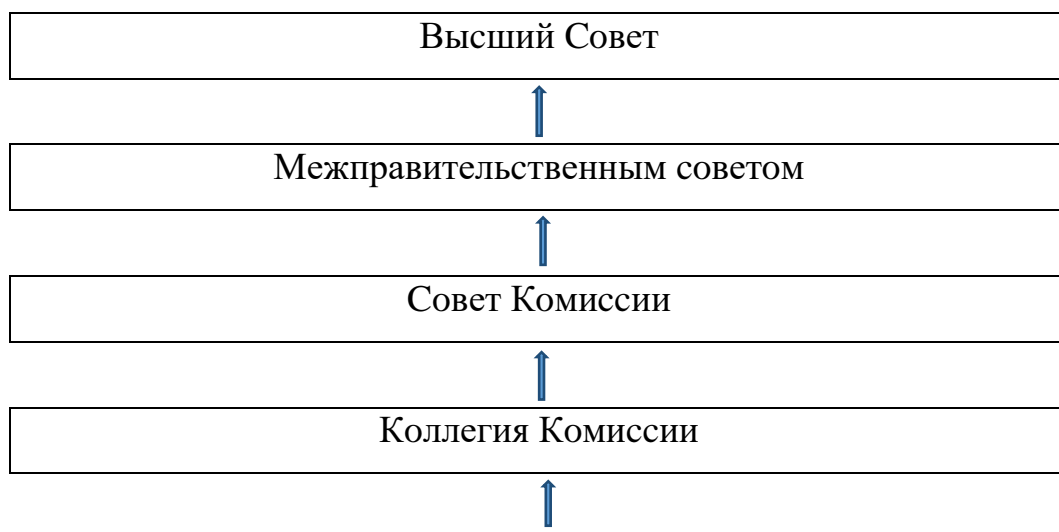 Высший Совет
Межправительственным советом
Совет Комиссии
Коллегия Комиссии